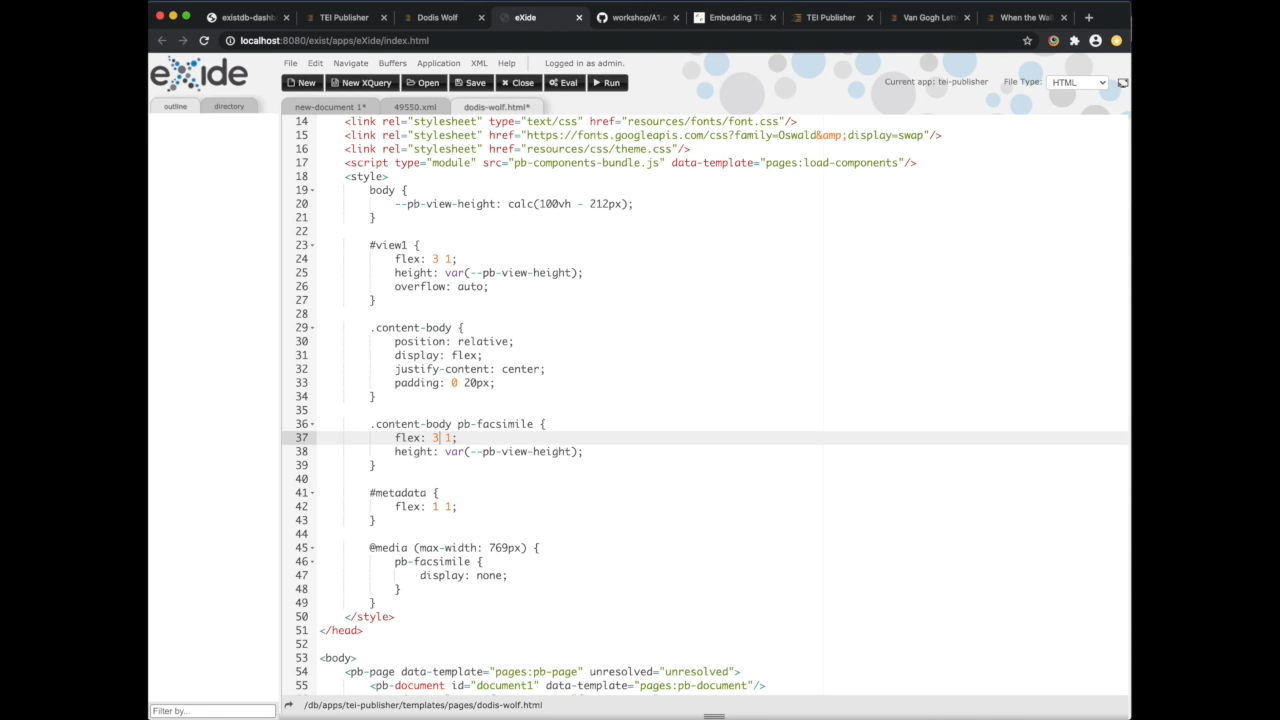 existdb-dashb
TEI Publisher
Dodis Wolf
eXide
workshop/A1.m
Embedding TE
TEI Publisher
Van Gogh Lett
When the Wa
localhost:8080/exist/apps/eXide/index.html
eXide
File Edit Navigate Buffers Application XML Help Logged in as admin.
New New XQuery Open Save Close Eval Run
Current app: tei-publisher File Type: HTML
outline directory
new-document 1* 49550.xml dodis-wolf.html*
14 <link rel="stylesheet" type="text/css" href="resources/fonts/font.css"/>
15 <link rel="stylesheet" href="https://fonts.googleapis.com/css?family=Oswald&amp;display=swap"/>
16 <link rel="stylesheet" href="resources/css/theme.css"/>
17 <script type="module" src="pb-components-bundle.js" data-template="pages:load-components"/>
18 <style>
19 body {
20 --pb-view-height: calc(100vh - 212px);
21 }
22
23 #view1 {
24 flex: 3 1;
25 height: var(--pb-view-height);
26 overflow: auto;
27 }
28
29 .content-body {
30 position: relative;
31 display: flex;
32 justify-content: center;
33 padding: 0 20px;
34 }
35
36 .content-body pb-facsimile {
37 flex: 3 1;
38 height: var(--pb-view-height);
39 }
40
41 #metadata {
42 flex: 1 1;
43 }
44
45 @media (max-width: 769px) {
46 pb-facsimile {
47 display: none;
48 }
49 }
50 </style>
51 </head>
52
53 <body>
54 <pb-page data-template="pages:pb-page" unresolved="unresolved">
55 <pb-document id="document1" data-template="pages:pb-document"/>
Filter by...
/db/apps/tei-publisher/templates/pages/dodis-wolf.html